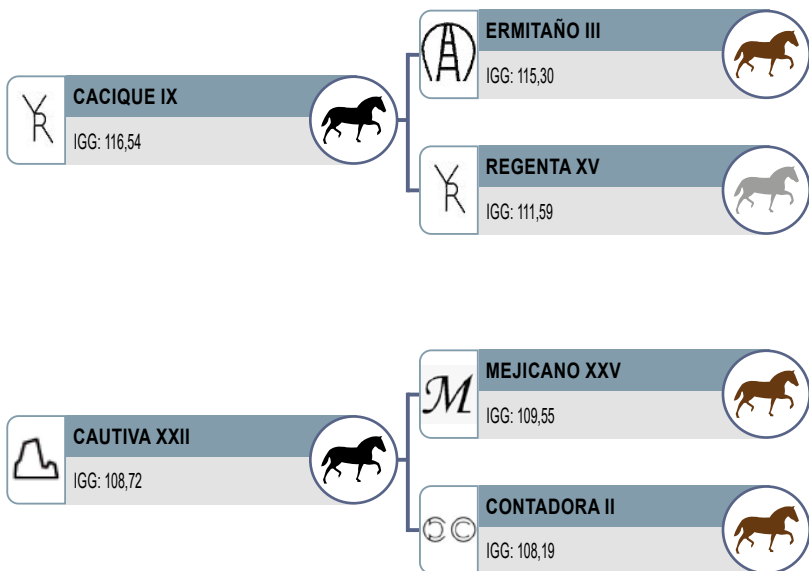 ERMITAÑO III
IGG: 115,30
CACIQUE IX
IGG: 116,54
REGENTA XV
IGG: 111,59
MEJICANO XXV
IGG: 109,55
CAUTIVA XXII
IGG: 108,72
CONTADORA II
IGG: 108,19